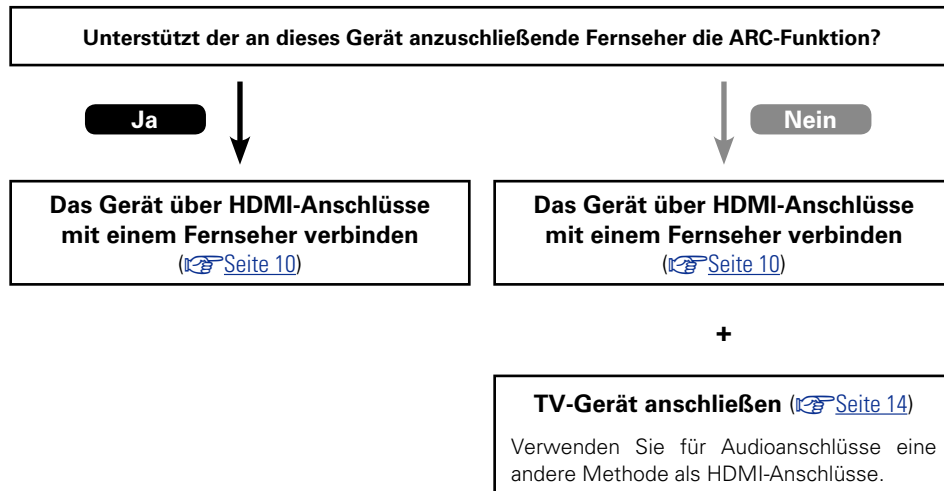 Unterstützt der an dieses Gerät anzuschließende Fernseher die ARC-Funktion?
Ja
Nein
Das Gerät über HDMI-Anschlüsse
mit einem Fernseher verbinden
(☞Seite 10)
Das Gerät über HDMI-Anschlüsse
mit einem Fernseher verbinden
(☞Seite 10)
+
TV-Gerät anschließen (☞Seite 14)
Verwenden Sie für Audioanschlüsse eine
andere Methode als HDMI-Anschlüsse.